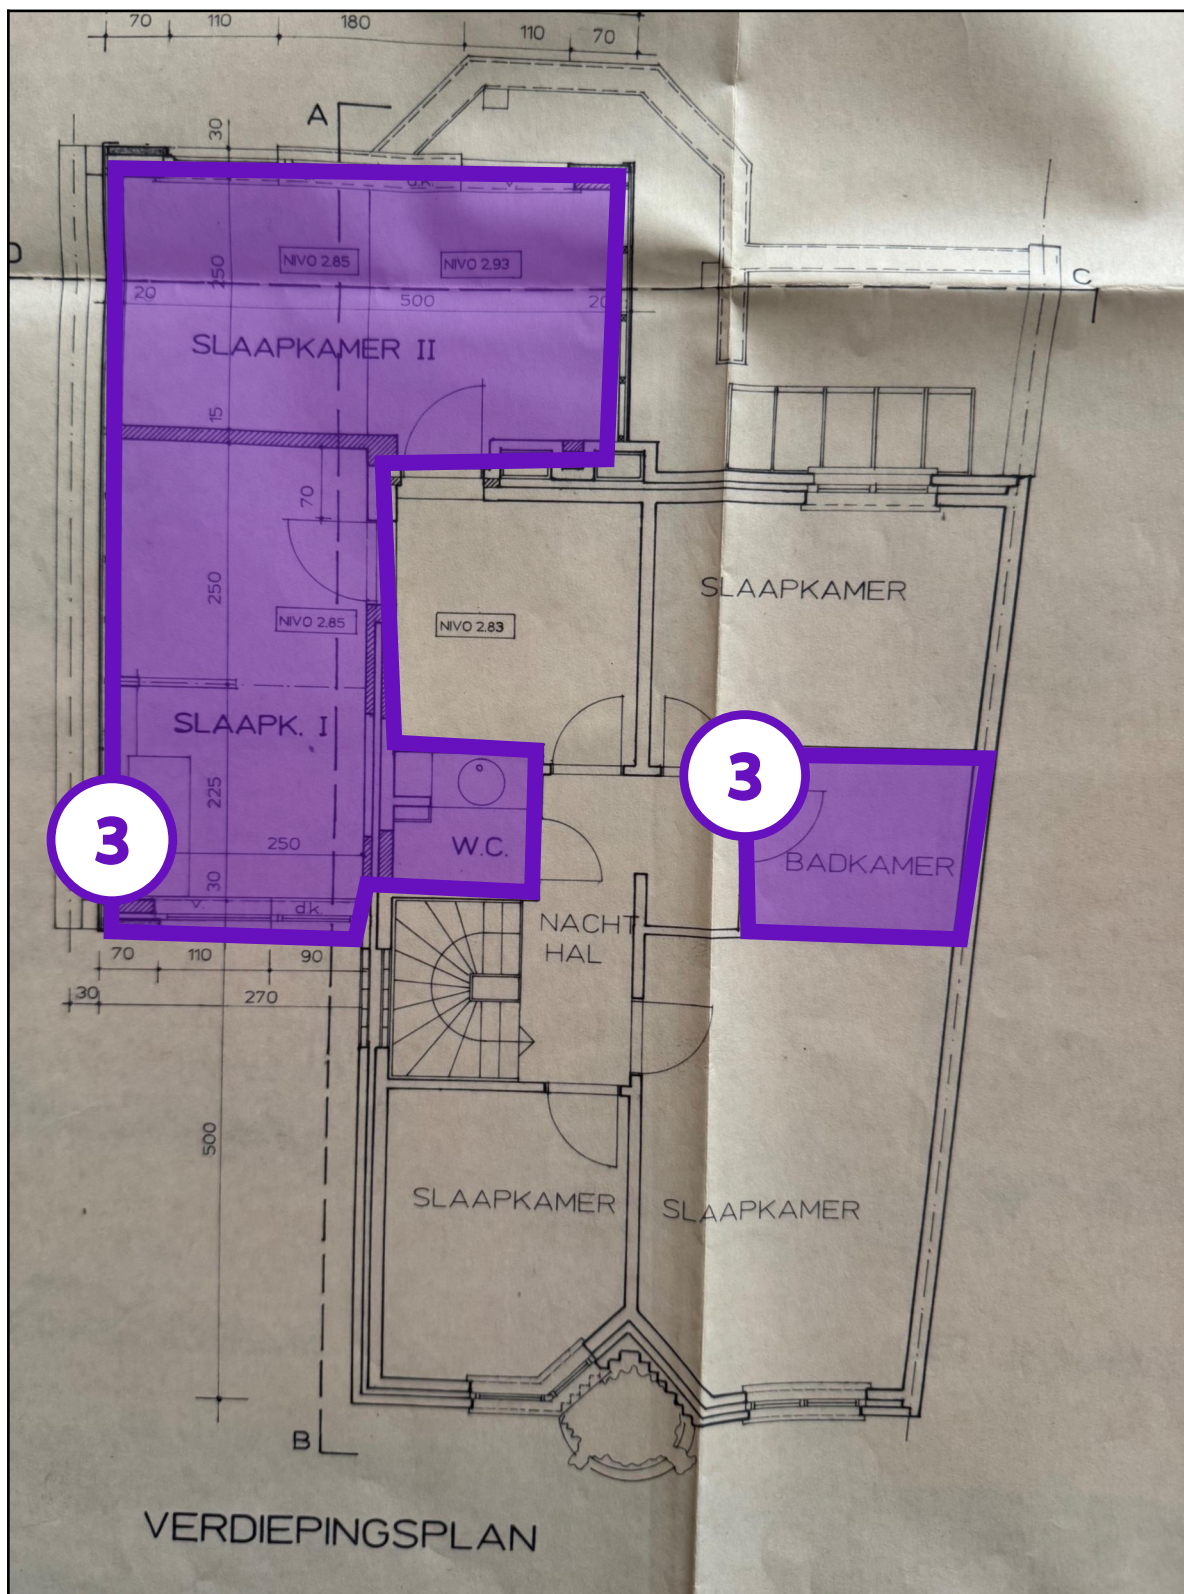 70 110 180 110 70
A
30
d.k. v.
NIVO 2.85 NIVO 2.93
250
D
C
20 500 20
SLAAPKAMER II
15
70
250
SLAAPKAMER
NIVO 2.85 NIVO 2.83
SLAAPK. I
3
225
3
250
W.C.
BADKAMER
30
v. dk.
NACHT
HAL
70 110 90
30 270
500
SLAAPKAMER SLAAPKAMER
B
VERDIEPINGSPLAN